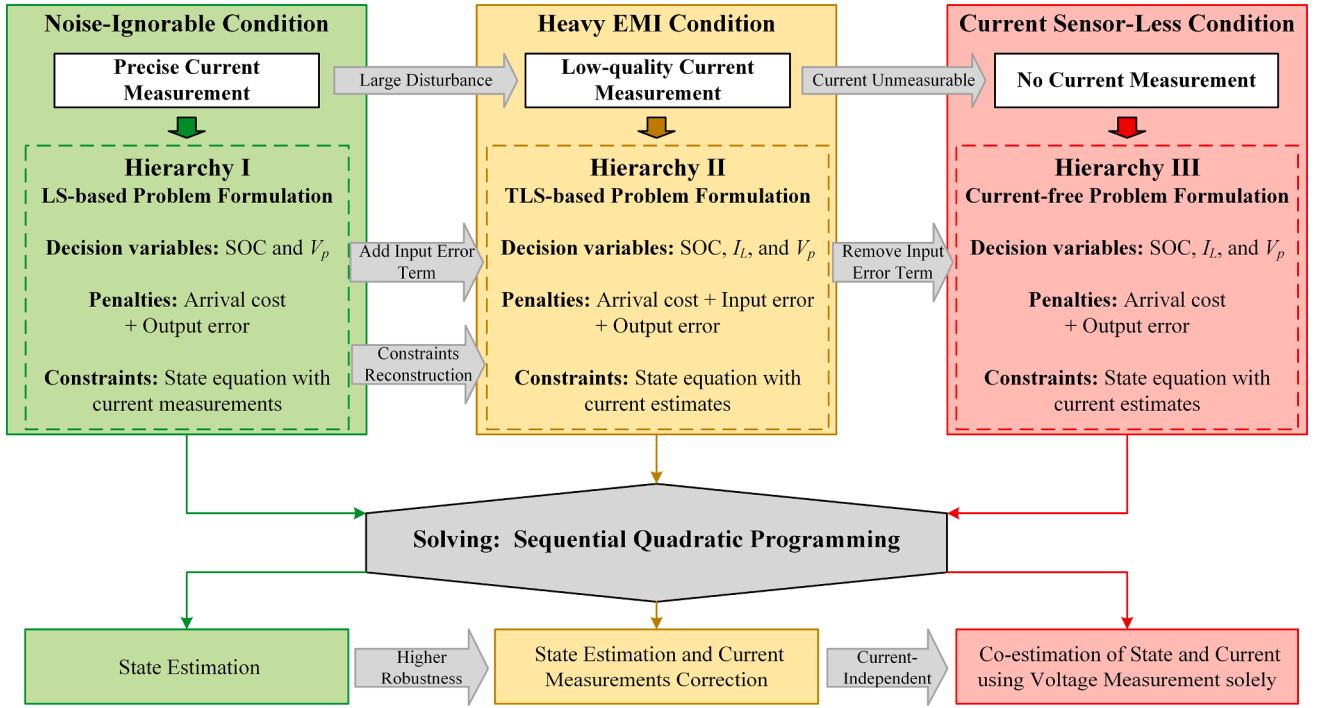 Noise-Ignorable Condition
Precise Current
Measurement
Large Disturbance
Heavy EMI Condition
Low-quality Current
Measurement
Current Unmeasurable
Current Sensor-Less Condition
No Current Measurement
Hierarchy I
LS-based Problem Formulation
Decision variables: SOC and Vp
Penalties: Arrival cost
+ Output error
Constraints: State equation with
current measurements
Add Input Error
Term
Constraints
Reconstruction
Hierarchy II
TLS-based Problem Formulation
Decision variables: SOC, IL, and Vp
Penalties: Arrival cost + Input error
+ Output error
Constraints: State equation with
current estimates
Remove Input
Error Term
Hierarchy III
Current-free Problem Formulation
Decision variables: SOC, IL, and Vp
Penalties: Arrival cost
+ Output error
Constraints: State equation with
current estimates
Solving: Sequential Quadratic Programming
State Estimation
Higher
Robustness
State Estimation and Current
Measurements Correction
Current-
Independent
Co-estimation of State and Current
using Voltage Measurement solely